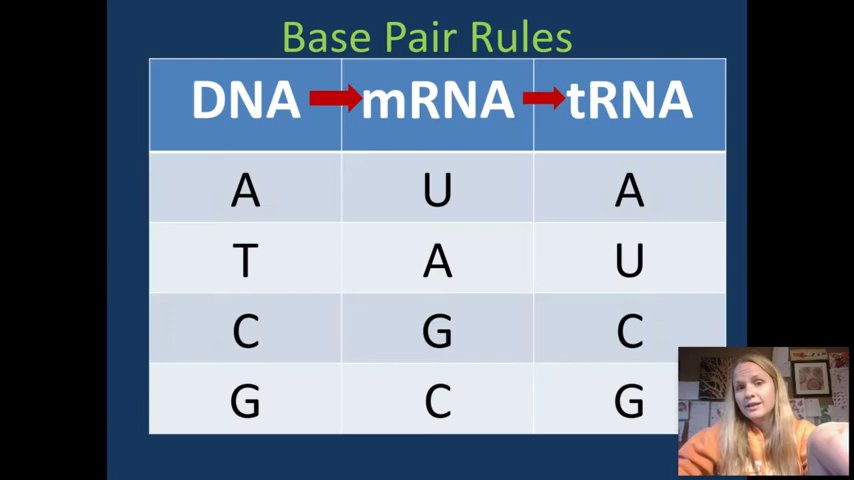 Base Pair Rules
DNA mRNA tRNA
A U A
T A U
C G C
G C G